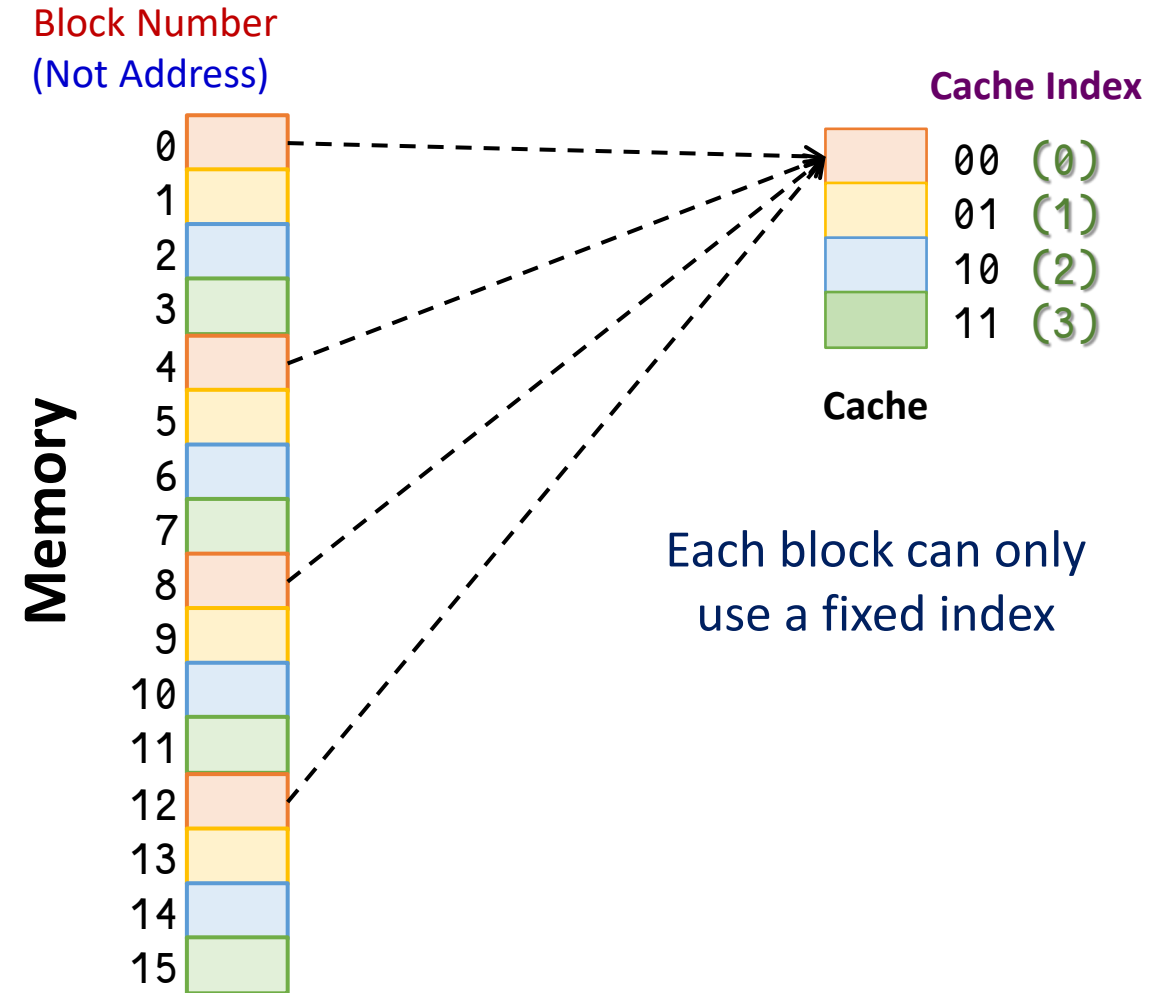 Block Number
(Not Address)
0
1
2
3
4
5
6
7
8
9
10
11
12
13
14
15
Memory
Cache Index
00 (0)
01 (1)
10 (2)
11 (3)
Cache
Each block can only
use a fixed index